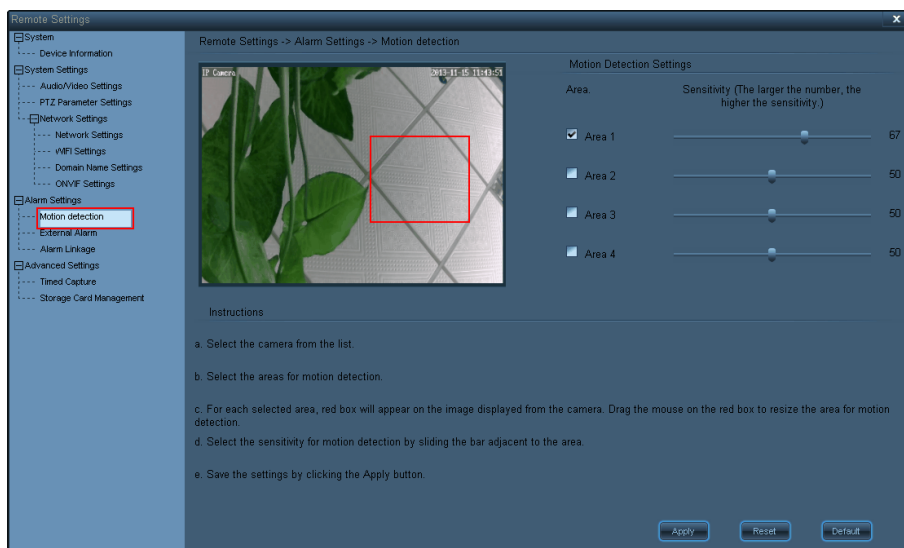 Remote Settings
x
System
Device Information
System Settings
Audio/Video Settings
PTZ Parameter Settings
Network Settings
Network Settings
WIFI Settings
Domain Name Settings
ONVIF Settings
Alarm Settings
Motion detection
External Alarm
Alarm Linkage
Advanced Settings
Timed Capture
Storage Card Management
Remote Settings -> Alarm Settings -> Motion detection
IP Camera 2013-11-15 11:43:51
Motion Detection Settings
Area. Sensitivity (The larger the number, the
higher the sensitivity.)
Area 1 67
Area 2 50
Area 3 50
Area 4 50
Instructions
a. Select the camera from the list.
b. Select the areas for motion detection.
c. For each selected area, red box will appear on the image displayed from the camera. Drag the mouse on the red box to resize the area for motion
detection.
d. Select the sensitivity for motion detection by sliding the bar adjacent to the area.
e. Save the settings by clicking the Apply button.
Apply Reset Default